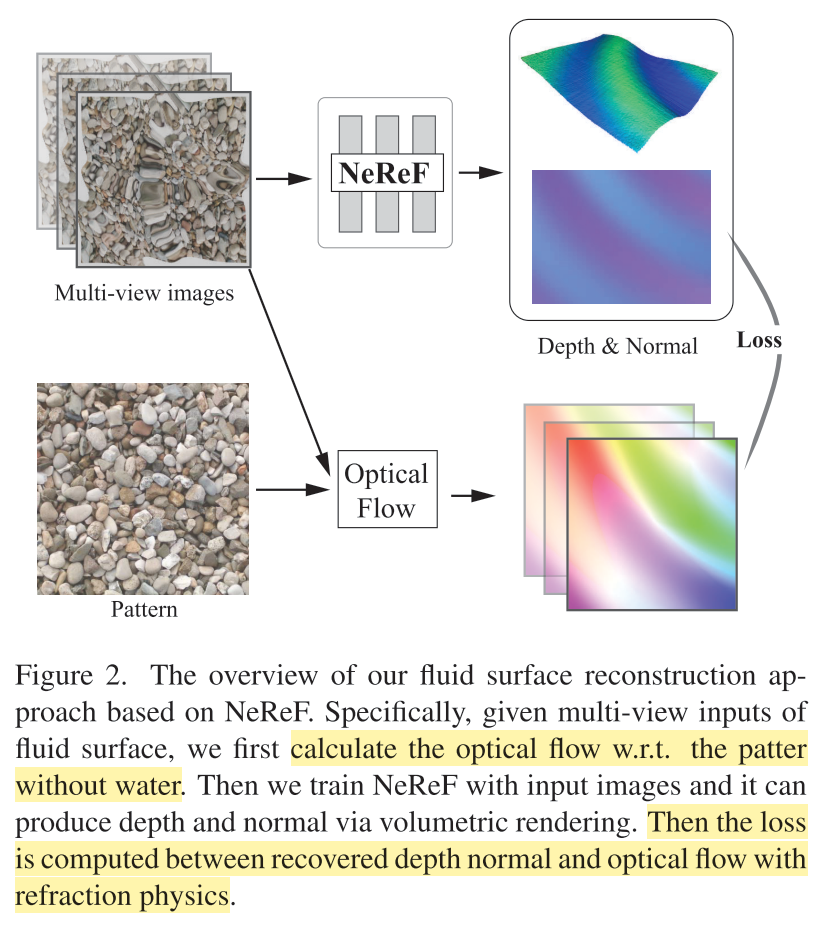 Multi-view images
NeReF
Depth & Normal
Loss
Pattern
Optical
Flow
Figure 2. The overview of our fluid surface reconstruction ap-
proach based on NeReF. Specifically, given multi-view inputs of
fluid surface, we first calculate the optical flow w.r.t. the patter
without water. Then we train NeReF with input images and it can
produce depth and normal via volumetric rendering. Then the loss
is computed between recovered depth normal and optical flow with
refraction physics.